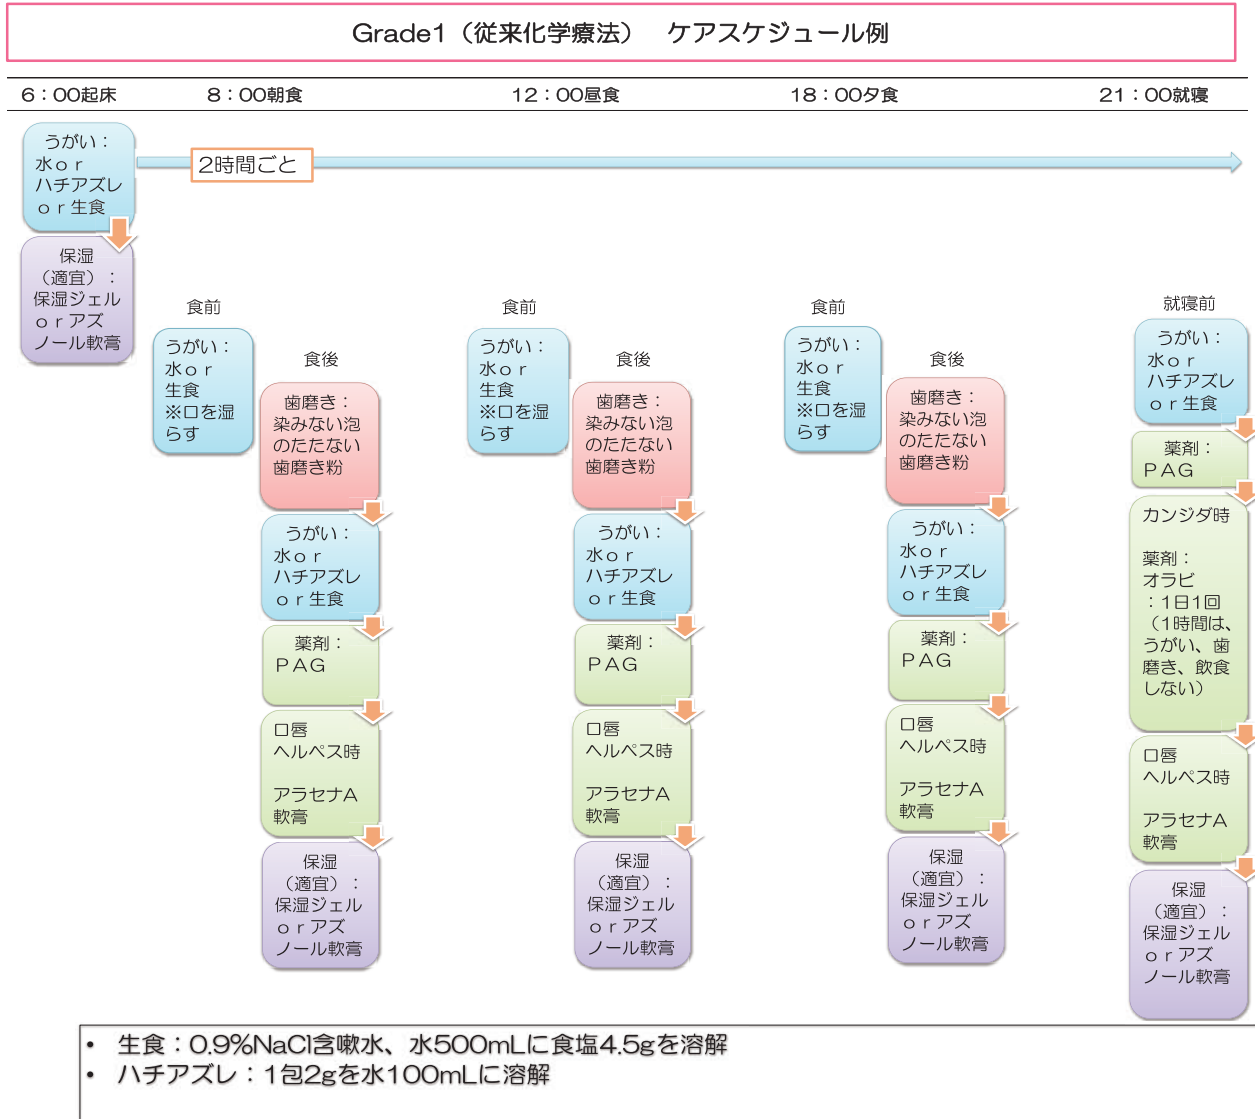 Grade1（従来化学療法）　ケアスケジュール例
6：00起床
8：00朝食
12：00昼食
18：00夕食
21：00就寝
うがい：
水ｏｒ
ハチアズレ
ｏｒ生食
2時間ごと
保湿
（適宜）：
保湿ジェル
ｏｒアズ
ノール軟膏
食前
うがい：
水ｏｒ
生食
※口を湿
らす
食後
歯磨き：
染みない泡
のたたない
歯磨き粉
うがい：
水ｏｒ
ハチアズレ
ｏｒ生食
薬剤：
ＰＡＧ
口唇
ヘルペス時
アラセナA
軟膏
保湿
（適宜）：
保湿ジェル
ｏｒアズ
ノール軟膏
食前
うがい：
水ｏｒ
生食
※口を湿
らす
食後
歯磨き：
染みない泡
のたたない
歯磨き粉
うがい：
水ｏｒ
ハチアズレ
ｏｒ生食
薬剤：
ＰＡＧ
口唇
ヘルペス時
アラセナA
軟膏
保湿
（適宜）：
保湿ジェル
ｏｒアズ
ノール軟膏
食前
うがい：
水ｏｒ
生食
※口を湿
らす
食後
歯磨き：
染みない泡
のたたない
歯磨き粉
うがい：
水ｏｒ
ハチアズレ
ｏｒ生食
薬剤：
ＰＡＧ
口唇
ヘルペス時
アラセナA
軟膏
保湿
（適宜）：
保湿ジェル
ｏｒアズ
ノール軟膏
就寝前
うがい：
水ｏｒ
ハチアズレ
ｏｒ生食
薬剤：
ＰＡＧ
カンジダ時
薬剤：
オラビ
：1日1回
（1時間は、
うがい、歯
磨き、飲食
しない）
口唇
ヘルペス時
アラセナA
軟膏
保湿
（適宜）：
保湿ジェル
ｏｒアズ
ノール軟膏
• 生食：0.9%NaCl含嗽水、水500mLに食塩4.5gを溶解
• ハチアズレ：1包2gを水100mLに溶解